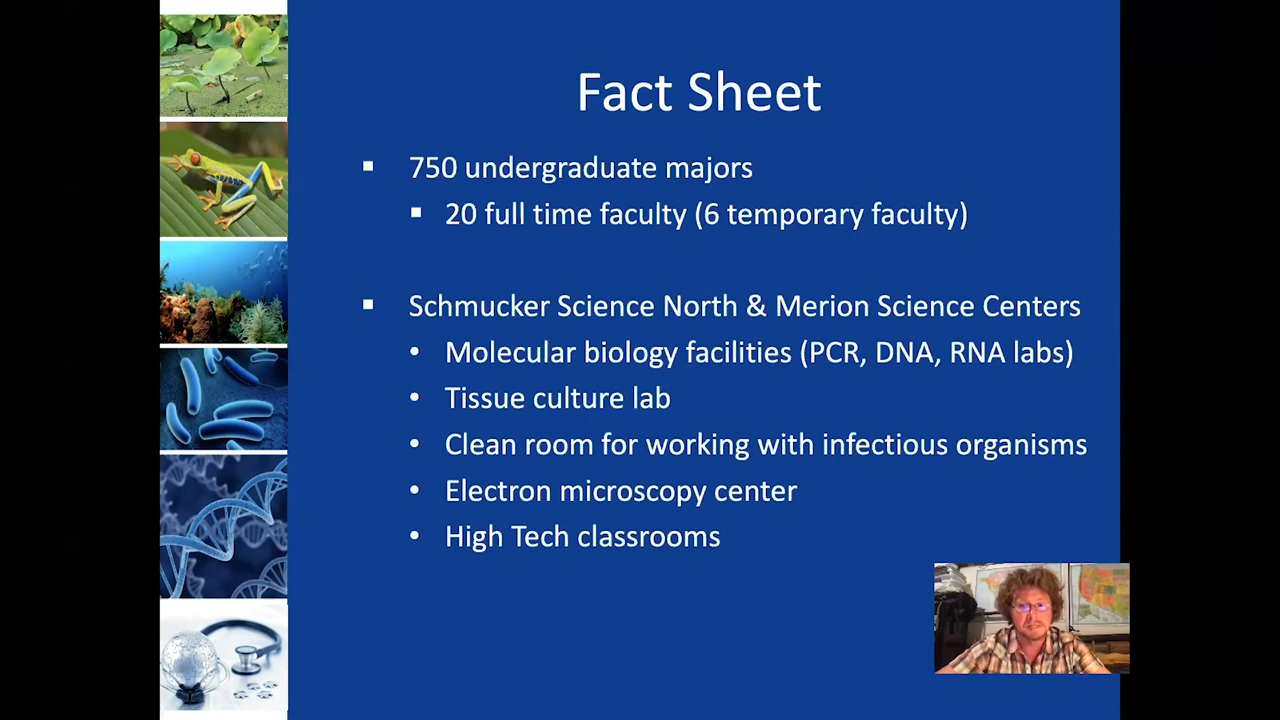 Fact Sheet
▪ 750 undergraduate majors
▪ 20 full time faculty (6 temporary faculty)
▪ Schmucker Science North & Merion Science Centers
• Molecular biology facilities (PCR, DNA, RNA labs)
• Tissue culture lab
• Clean room for working with infectious organisms
• Electron microscopy center
• High Tech classrooms